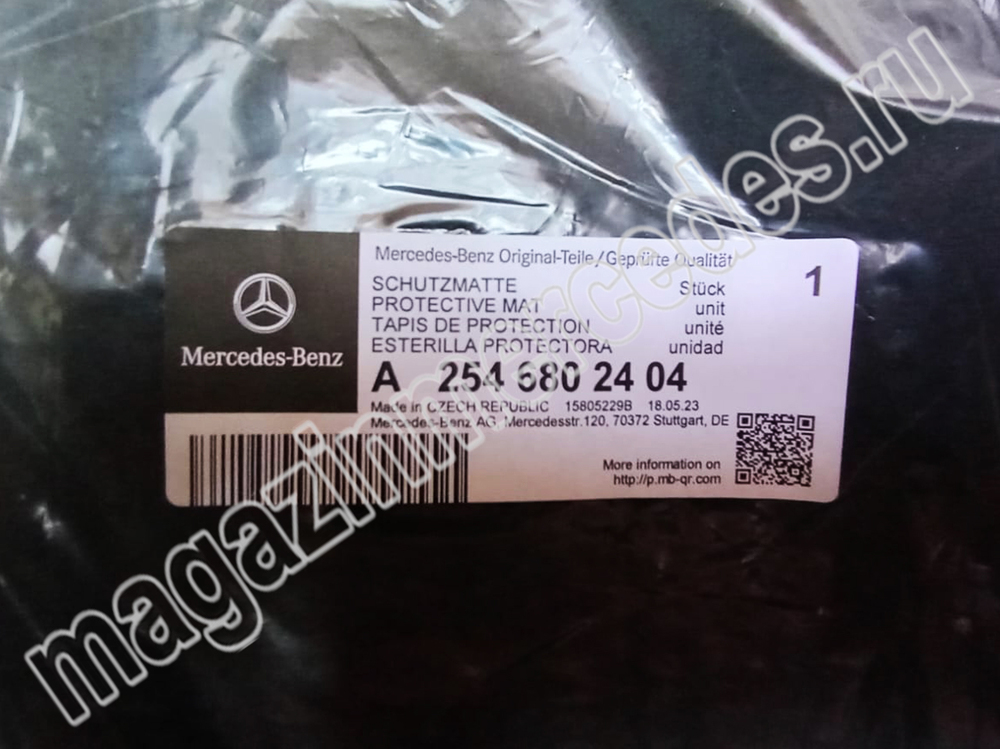 Mercedes-Benz Original-Teile/Geprüfte Qualität
1
SCHUTZMATTE Stück
PROTECTIVE MAT unit
TAPIS DE PROTECTION unité
ESTERILLA PROTECTORA unidad
Mercedes-Benz
A 254 680 24 04
Made in CZECH REPUBLIC 15805229B 18.05.23
Mercedes-Benz AG, Mercedesstr.120, 70372 Stuttgart, DE
More information on
http://p.mb-qr.com
magazinmercedes.ru